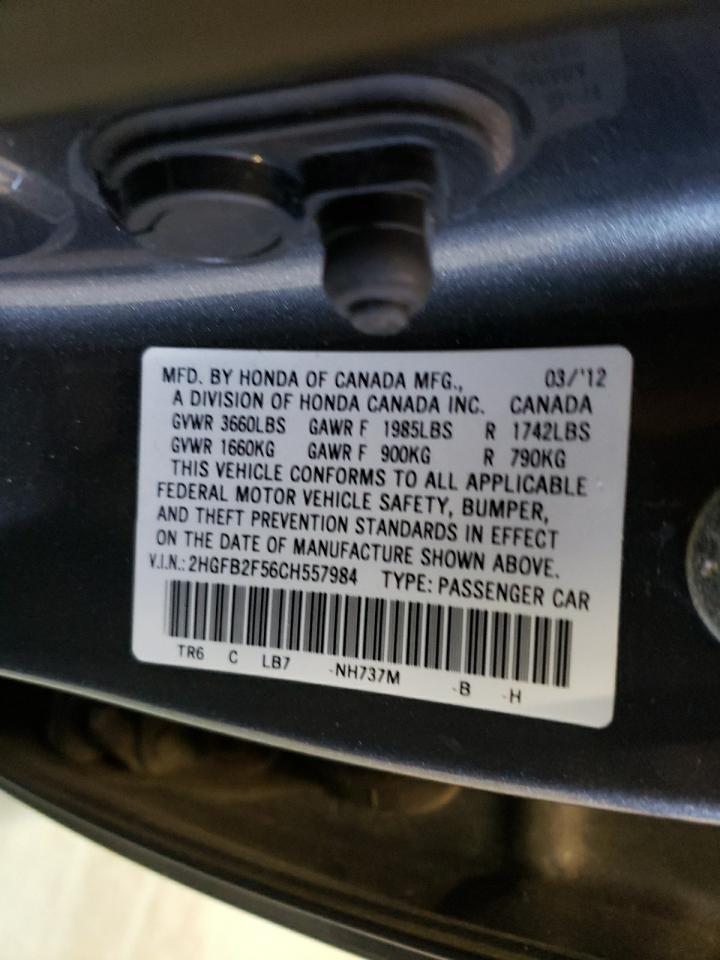 MFD. BY HONDA OF CANADA MFG., 03/'12
A DIVISION OF HONDA CANADA INC. CANADA
GVWR 3660LBS GAWR F 1985LBS R 1742LBS
GVWR 1660KG GAWR F 900KG R 790KG
THIS VEHICLE CONFORMS TO ALL APPLICABLE
FEDERAL MOTOR VEHICLE SAFETY, BUMPER,
AND THEFT PREVENTION STANDARDS IN EFFECT
ON THE DATE OF MANUFACTURE SHOWN ABOVE.
V.I.N.: 2HGFB2F56CH557984 TYPE: PASSENGER CAR
TR6 C LB7 -NH737M -B -H